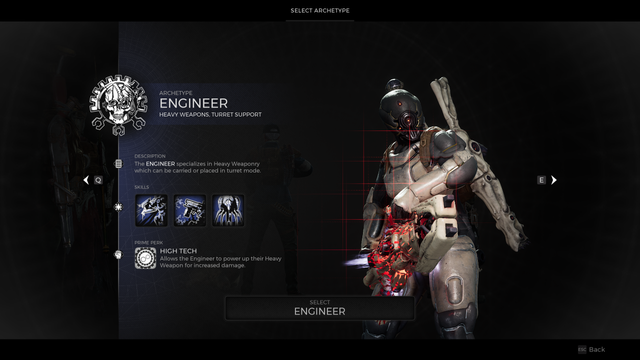 SELECT ARCHETYPE
ARCHETYPE
ENGINEER
HEAVY WEAPONS, TURRET SUPPORT
DESCRIPTION
The ENGINEER specializes in Heavy Weaponry
which can be carried or placed in turret mode.
Q
E
SKILLS
PRIME PERK
HIGH TECH
Allows the Engineer to power up their Heavy
Weapon for increased damage.
SELECT
ENGINEER
ESC Back